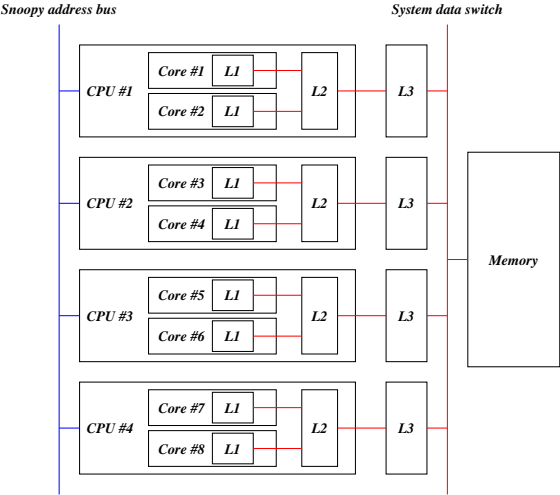 Snoopy address bus
System data switch
CPU #1
Core #1 L1
Core #2 L1
L2
L3
CPU #2
Core #3 L1
Core #4 L1
L2
L3
Memory
CPU #3
Core #5 L1
Core #6 L1
L2
L3
CPU #4
Core #7 L1
Core #8 L1
L2
L3